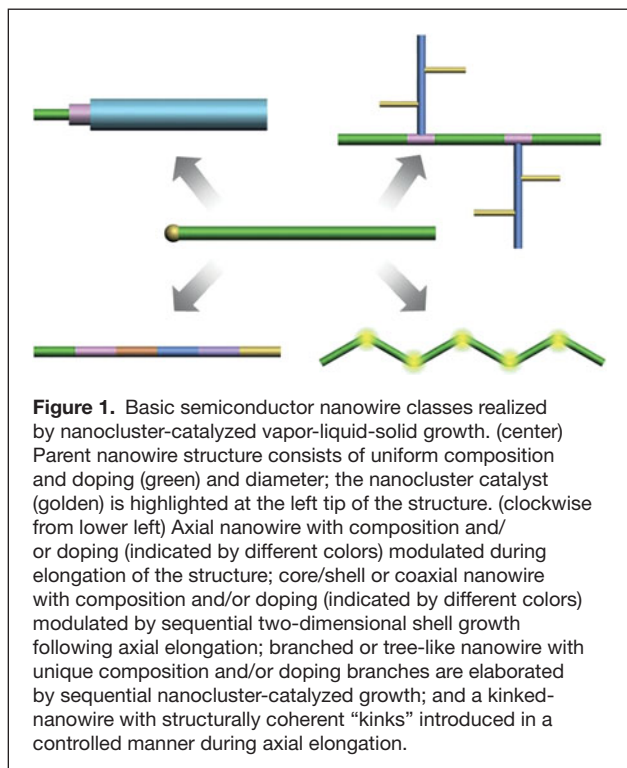 Figure 1. Basic semiconductor nanowire classes realized
by nanocluster-catalyzed vapor-liquid-solid growth. (center)
Parent nanowire structure consists of uniform composition
and doping (green) and diameter; the nanocluster catalyst
(golden) is highlighted at the left tip of the structure. (clockwise
from lower left) Axial nanowire with composition and/
or doping (indicated by different colors) modulated during
elongation of the structure; core/shell or coaxial nanowire
with composition and/or doping (indicated by different colors)
modulated by sequential two-dimensional shell growth
following axial elongation; branched or tree-like nanowire with
unique composition and/or doping branches are elaborated
by sequential nanocluster-catalyzed growth; and a kinked-
nanowire with structurally coherent “kinks” introduced in a
controlled manner during axial elongation.